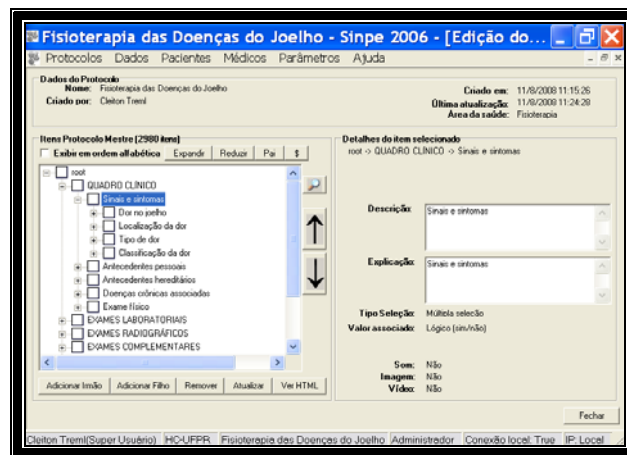 Fisioterapia das Doenças do Joelho - Sinpe 2006 - [Edição do...
Protocolos Dados Pacientes Médicos Parâmetros Ajuda
Dados do Protocolo
Nome: Fisioterapia das Doenças do Joelho
Criado por: Cleiton Treml
Criado em: 11/8/2008 11:15:26
Última atualização: 11/8/2008 11:24:28
Área da saúde: Fisioterapia
Itens Protocolo Mestre (2980 itens)
Exibir em ordem alfabética Expandir Reduzir Pai $
root
QUADRO CLÍNICO
Sinais e sintomas
Dor no joelho
Localização da dor
Tipo de dor
Classificação da dor
Antecedentes pessoais
Antecedentes hereditários
Doenças crônicas associadas
Exame físico
EXAMES LABORATORIAIS
EXAMES RADIOGRÁFICOS
EXAMES COMPLEMENTARES
Adicionar Irmão Adicionar Filho Remover Atualizar Ver HTML
Detalhes do item selecionado
root -> QUADRO CLÍNICO -> Sinais e sintomas
Descrição: Sinais e sintomas
Explicação: Sinais e sintomas
Tipo Seleção: Múltipla selecão
Valor associado: Lógico (sim/não)
Som: Não
Imagem: Não
Vídeo: Não
Fechar
Cleiton Treml(Super Usuário) HC-UFPR Fisioterapia das Doenças do Joelho Administrador Conexão local: True IP: Local